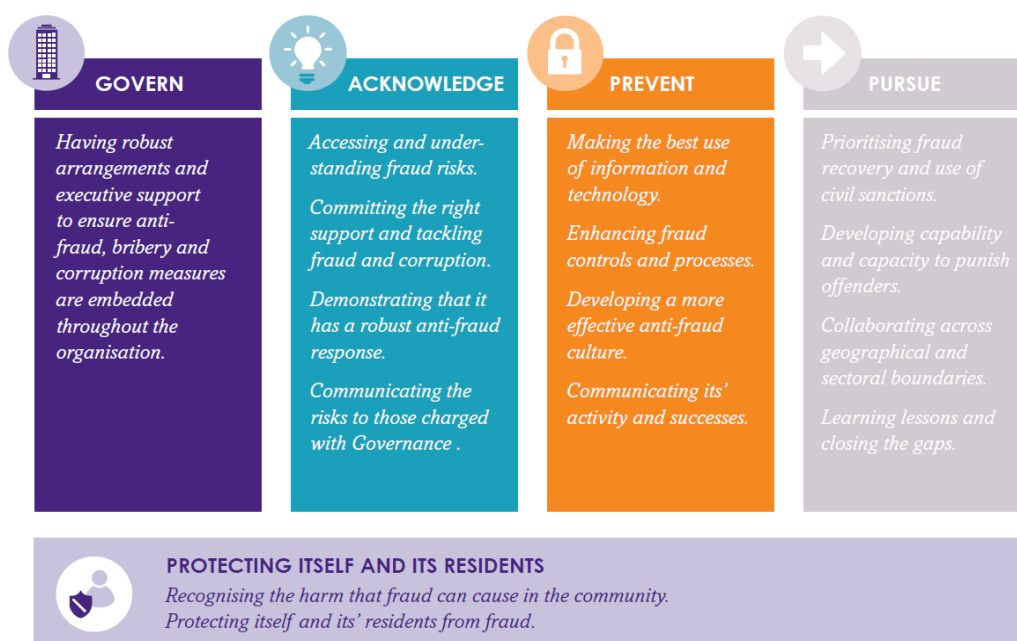 GOVERN
Having robust
arrangements and
executive support
to ensure anti-
fraud, bribery and
corruption measures
are embedded
throughout the
organisation.
ACKNOWLEDGE
Accessing and under-
standing fraud risks.
Committing the right
support and tackling
fraud and corruption.
Demonstrating that it
has a robust anti-fraud
response.
Communicating the
risks to those charged
with Governance .
PREVENT
Making the best use
of information and
technology.
Enhancing fraud
controls and processes.
Developing a more
effective anti-fraud
culture.
Communicating its’
activity and successes.
PURSUE
Prioritising fraud
recovery and use of
civil sanctions.
Developing capability
and capacity to punish
offenders.
Collaborating across
geographical and
sectoral boundaries.
Learning lessons and
closing the gaps.
PROTECTING ITSELF AND ITS RESIDENTS
Recognising the harm that fraud can cause in the community.
Protecting itself and its’ residents from fraud.